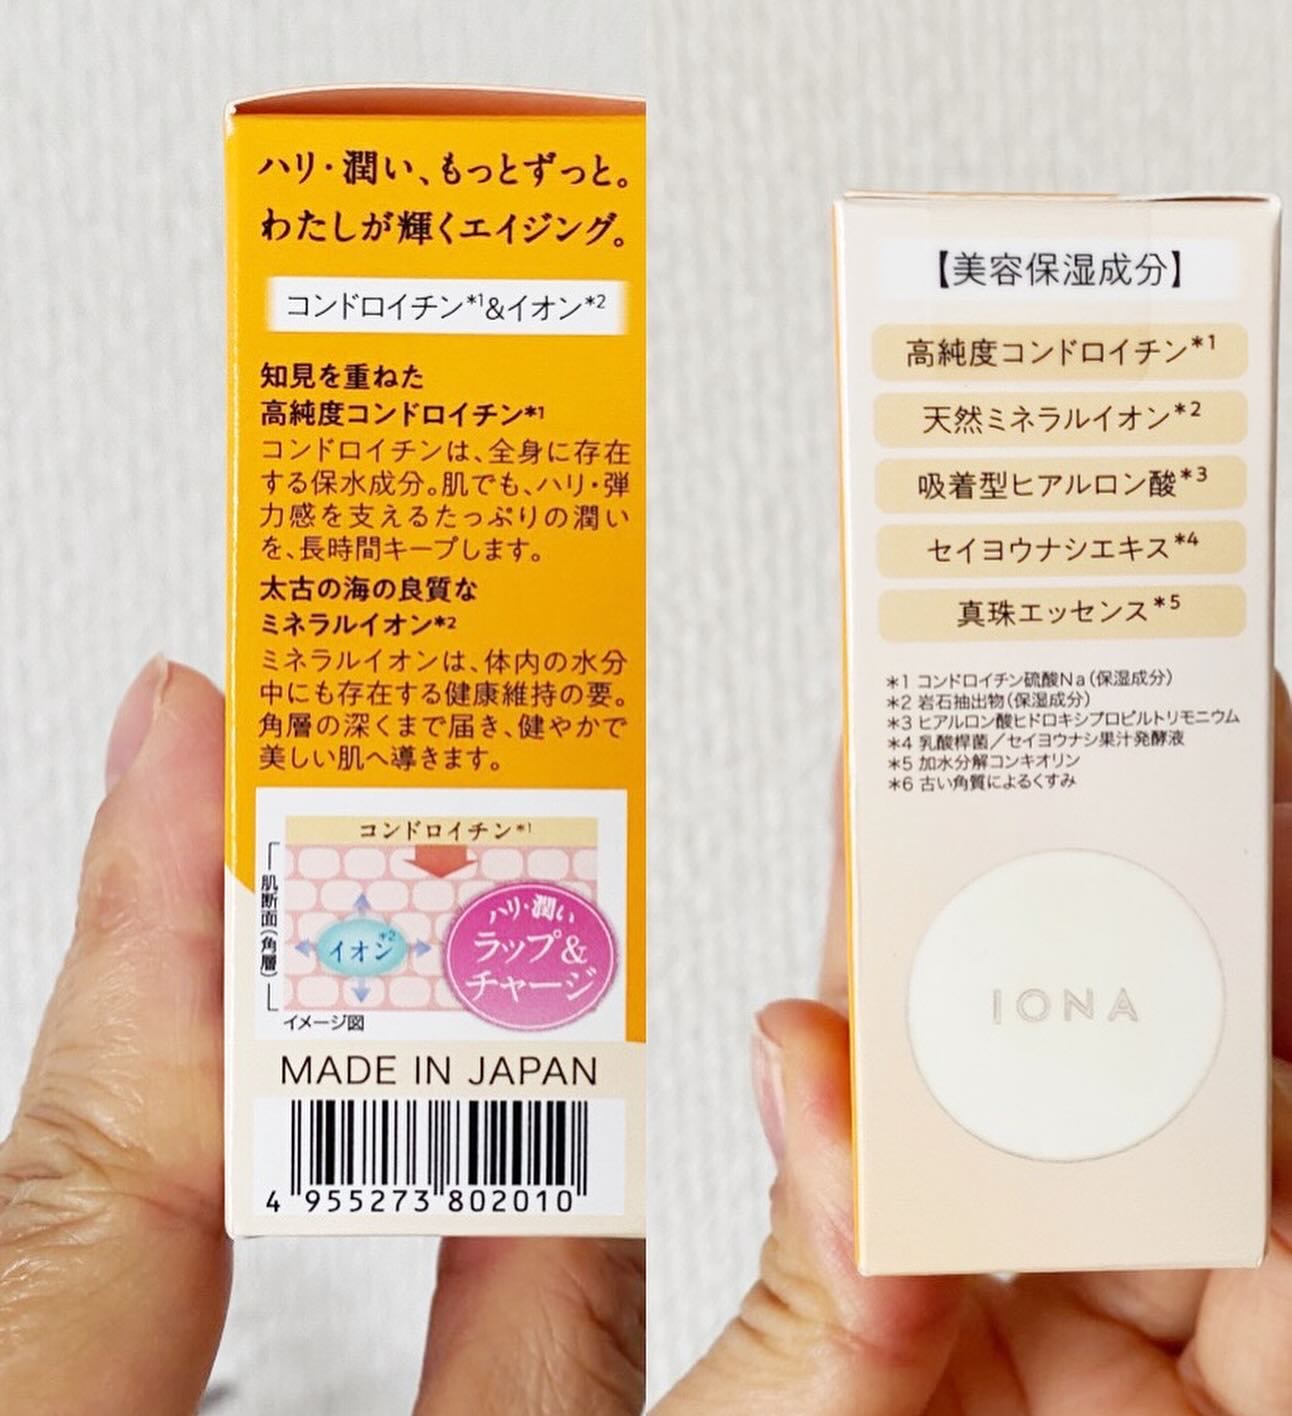 ハリ・潤い、もっとずっと。
わたしが輝くエイジング。
コンドロイチン*1&イオン*2
知見を重ねた
高純度コンドロイチン*1
コンドロイチンは、全身に存在
する保水成分。肌でも、ハリ・弾
力感を支えるたっぷりの潤い
を、長時間キープします。
太古の海の良質な
ミネラルイオン*2
ミネラルイオンは、体内の水分
中にも存在する健康維持の要。
角層の深くまで届き、健やかで
美しい肌へ導きます。
コンドロイチン*1
肌断面(角層)
イオン*2
ハリ・潤い
ラップ&
チャージ
イメージ図
MADE IN JAPAN
4 955273 802010
【美容保湿成分】
高純度コンドロイチン*1
天然ミネラルイオン*2
吸着型ヒアルロン酸*3
セイヨウナシエキス*4
真珠エッセンス*5
*1 コンドロイチン硫酸Na(保湿成分)
*2 岩石抽出物(保湿成分)
*3 ヒアルロン酸ヒドロキシプロピルトリモニウム
*4 乳酸桿菌/セイヨウナシ果汁発酵液
*5 加水分解コンキオリン
*6 古い角質によるくすみ
IONA